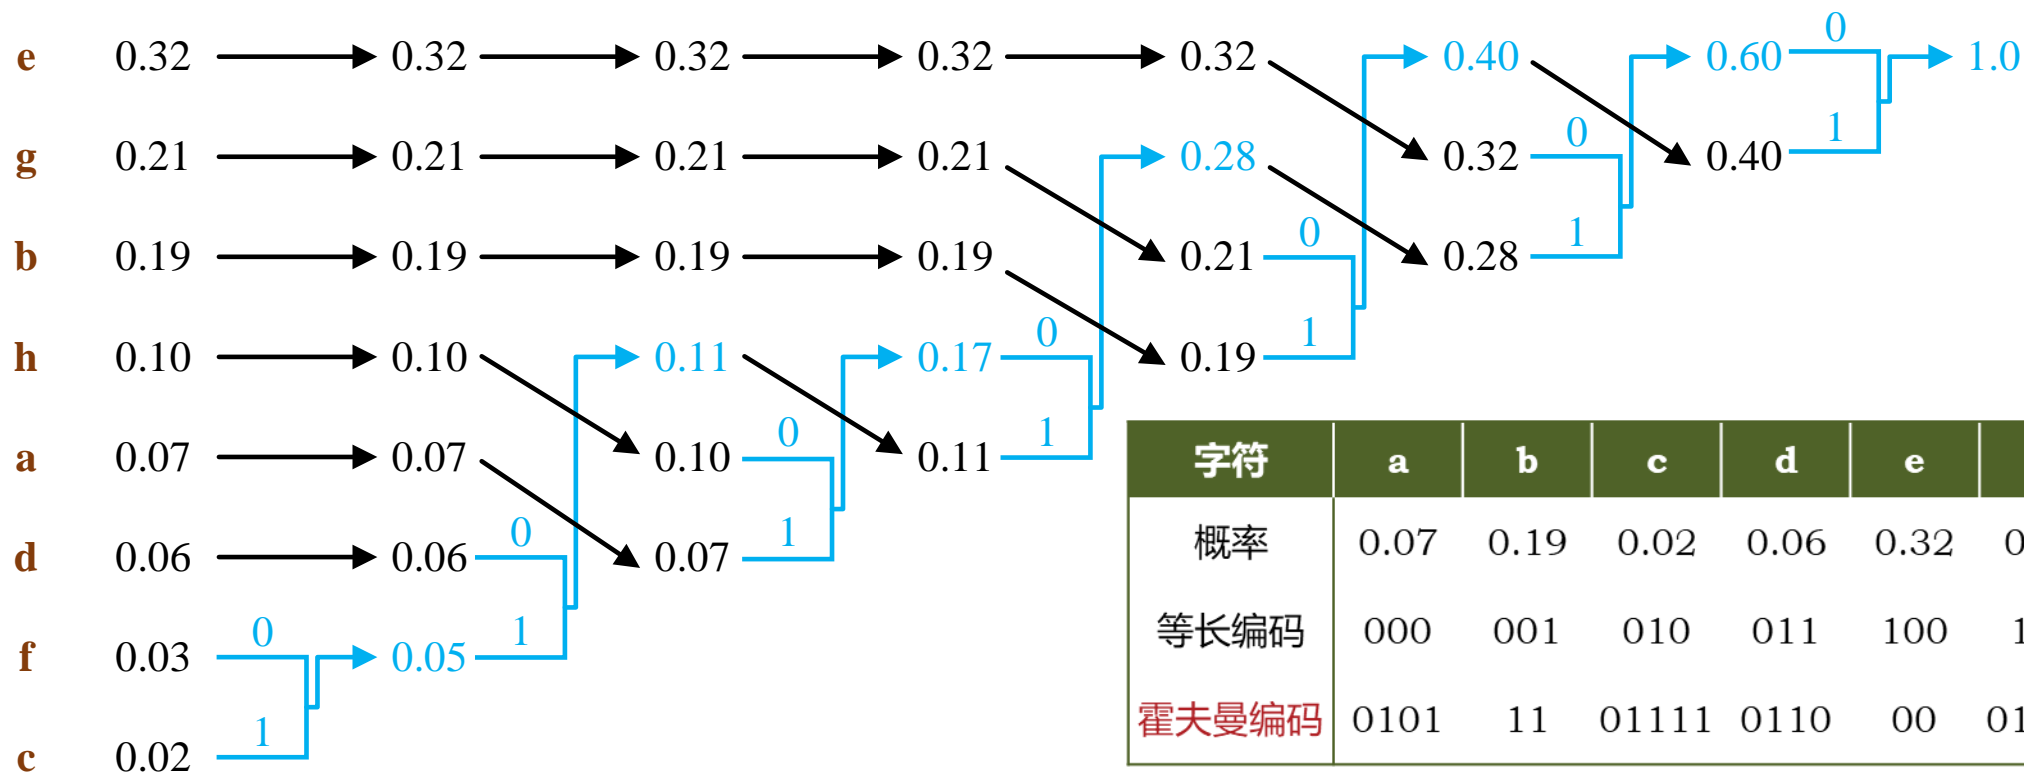 e 0.32 0.32 0.32 0.32 0.32 0.40 0.60 0 1.0
g 0.21 0.21 0.21 0.21 0.28 0 0.32 0.40 1
b 0.19 0.19 0.19 0.19 0 0.21 1 0.28
h 0.10 0.10 0.11 0.17 0 1 0.19
a 0.07 0.07 0 0.10 0.11 1
d 0.06 0.06 0 1 0.07
f 0.03 0 0.05 1
c 0.02 1
字符 a b c d e
概率 0.07 0.19 0.02 0.06 0.32 0
等长编码 000 001 010 011 100 1
霍夫曼编码 0101 11 01111 0110 00 01